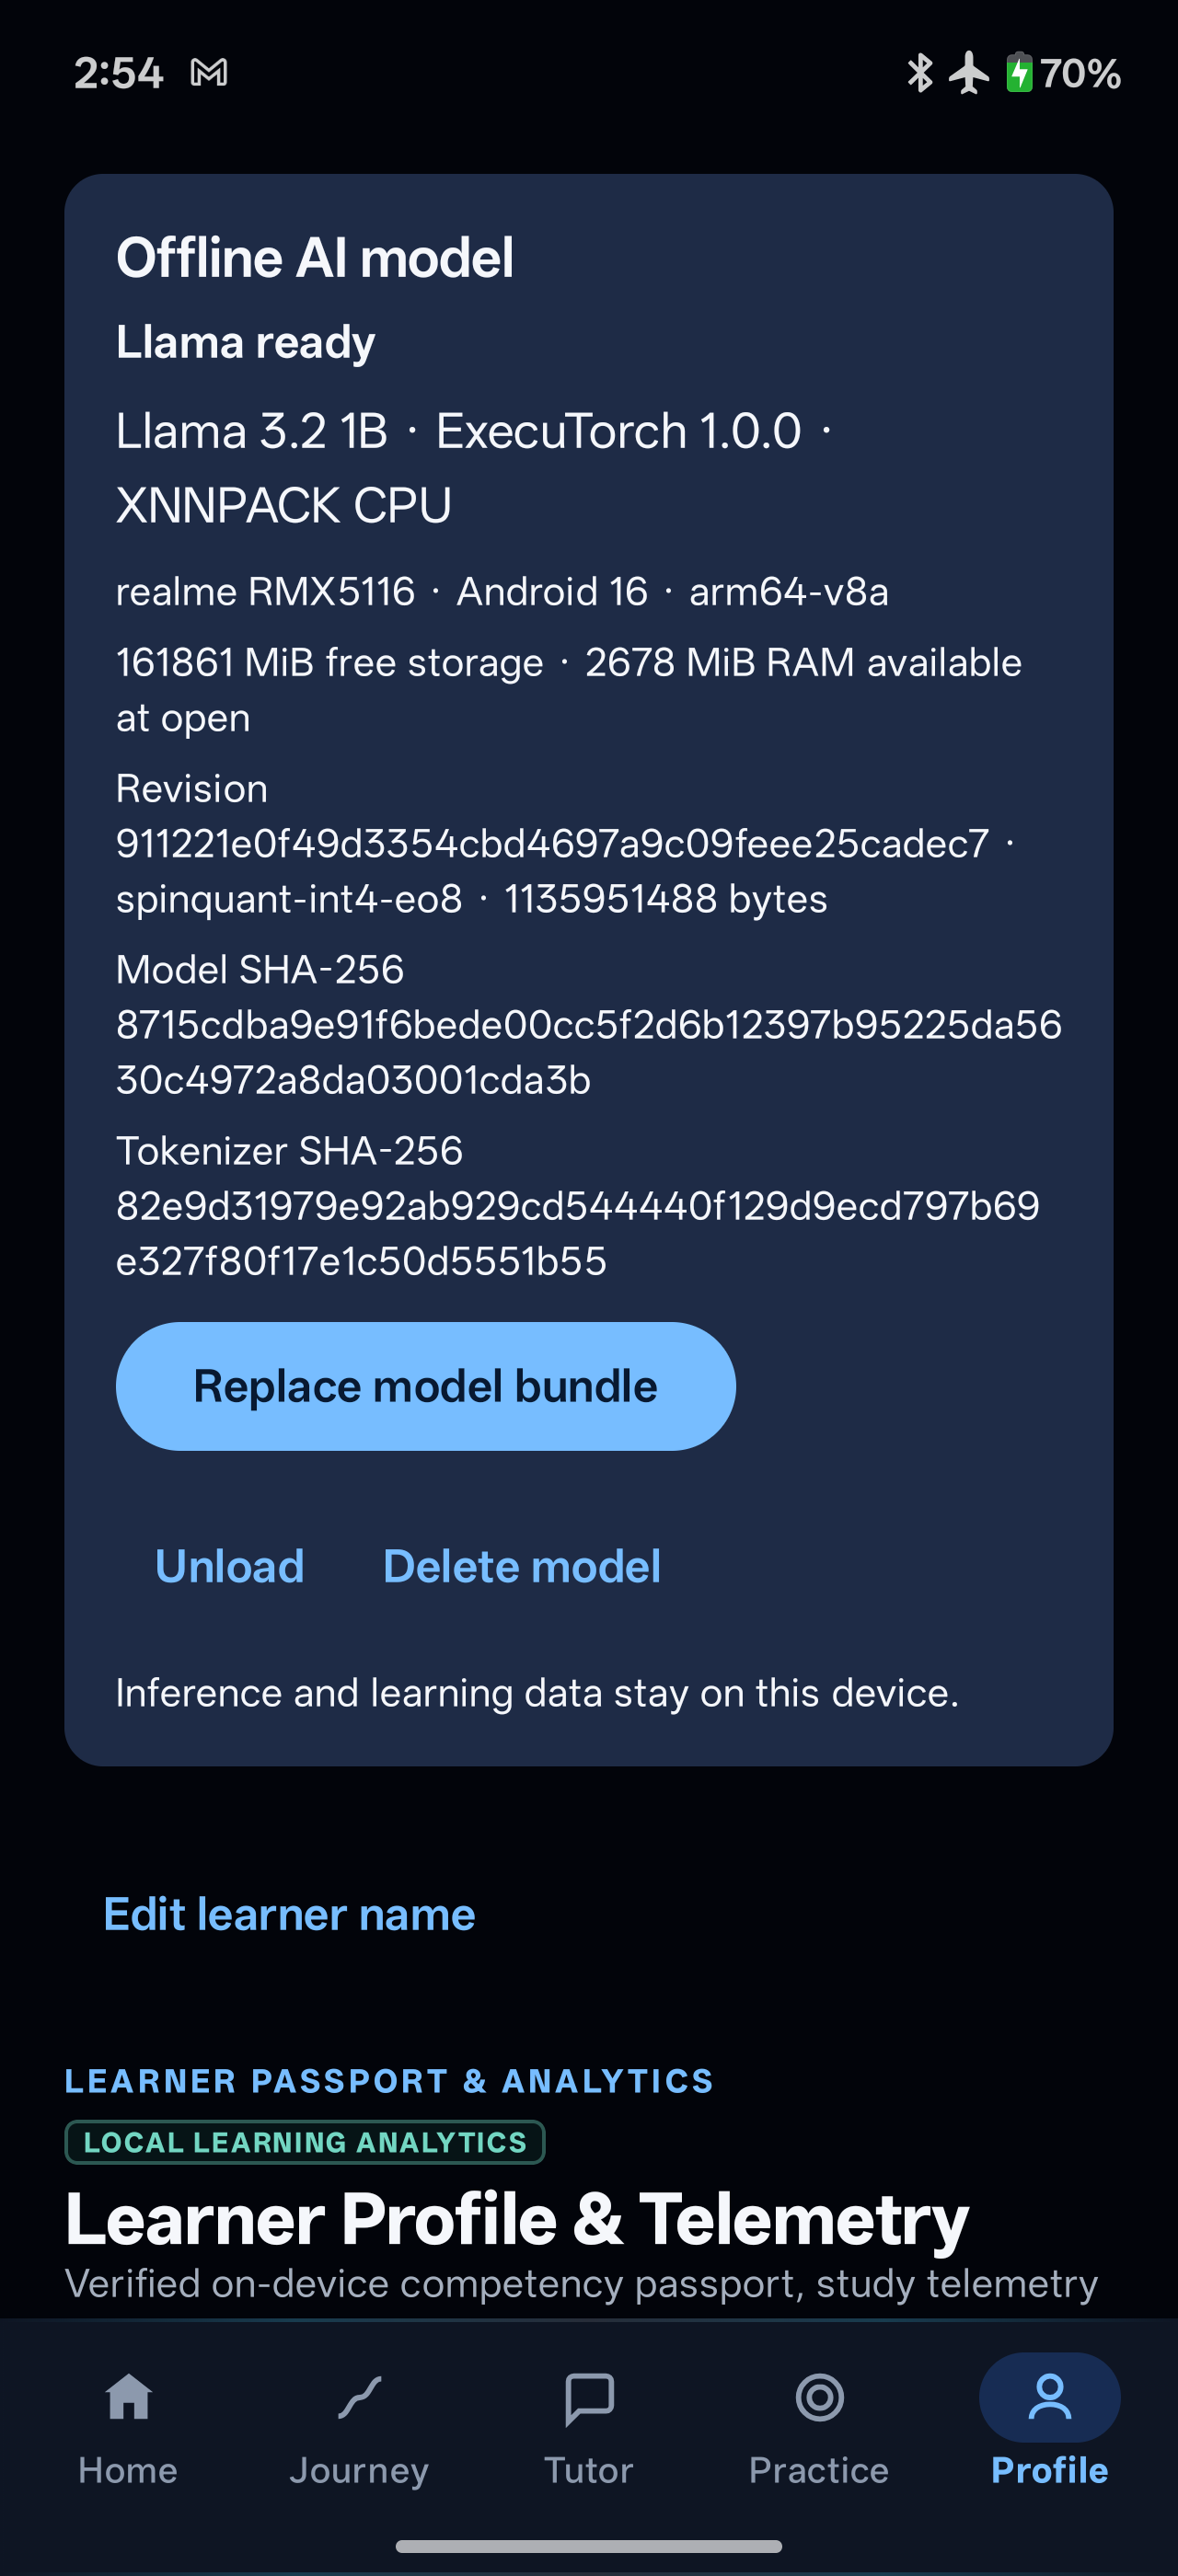 2:54
70%
Offline AI model
Llama ready
Llama 3.2 1B · ExecuTorch 1.0.0 ·
XNNPACK CPU
realme RMX5116 · Android 16 · arm64-v8a
161861 MiB free storage · 2678 MiB RAM available
at open
Revision
911221e0f49d3354cbd4697a9c09feee25cadec7 ·
spinquant-int4-eo8 · 1135951488 bytes
Model SHA-256
8715cdba9e91f6bede00cc5f2d6b12397b95225da56
30c4972a8da03001cda3b
Tokenizer SHA-256
82e9d31979e92ab929cd544440f129d9ecd797b69
e327f80f17e1c50d5551b55
Replace model bundle
Unload Delete model
Inference and learning data stay on this device.
Edit learner name
LEARNER PASSPORT & ANALYTICS
LOCAL LEARNING ANALYTICS
Learner Profile & Telemetry
Verified on-device competency passport, study telemetry
Home Journey Tutor Practice Profile